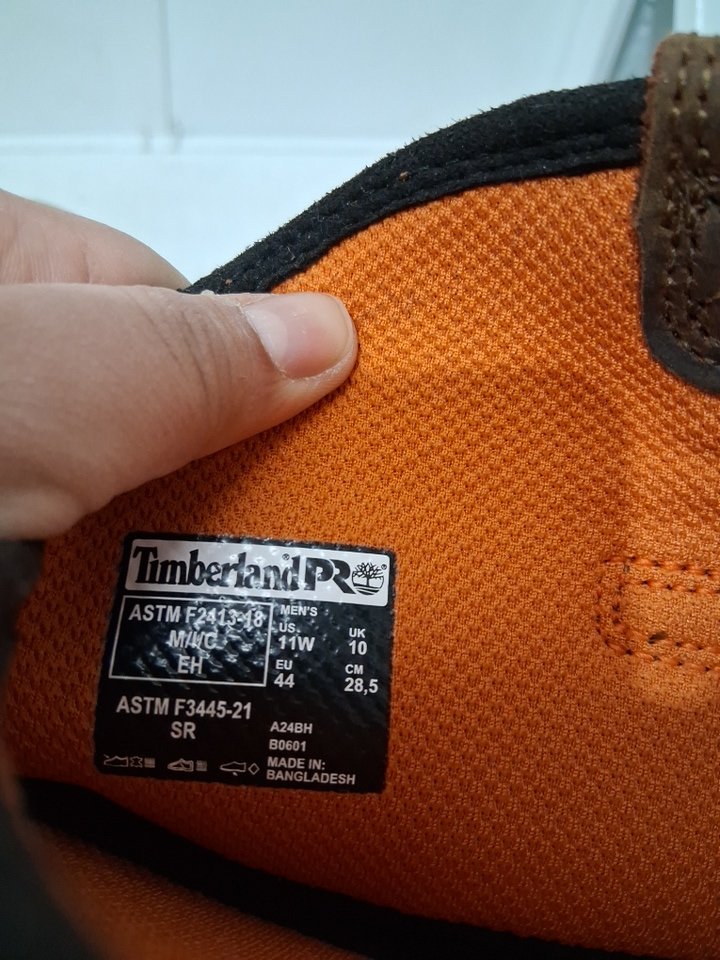 Timberland® PRO
ASTM F2413-18
M/I/C
EH
MEN'S
US
11W
UK
10
EU
44
CM
28,5
ASTM F3445-21
SR
A24BH
B0601
MADE IN:
BANGLADESH